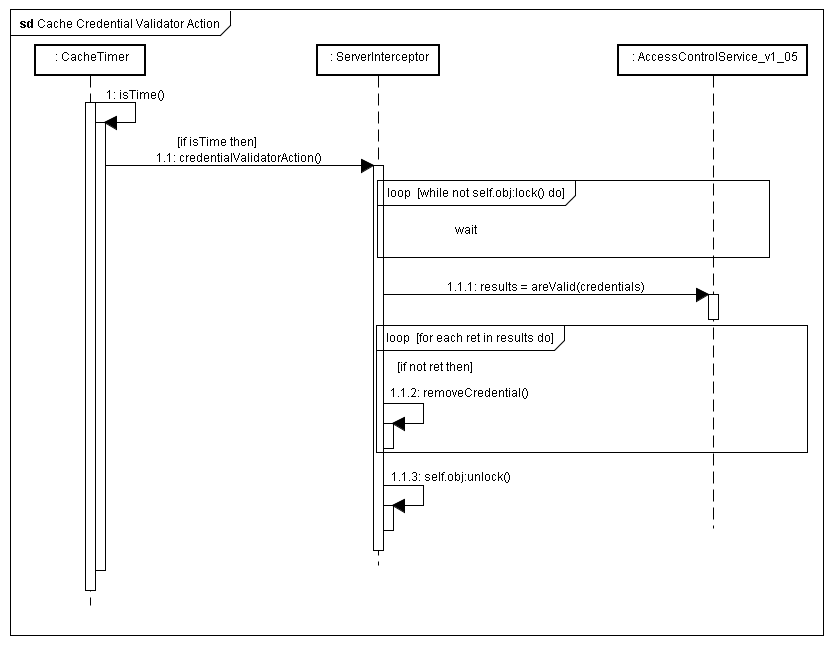 sd Cache Credential Validator Action
: CacheTimer
: ServerInterceptor
: AccessControlService_v1_05
1: isTime()
[if isTime then]
1.1: credentialValidatorAction()
loop [while not self.obj:lock() do]
wait
1.1.1: results = areValid(credentials)
loop [for each ret in results do]
[if not ret then]
1.1.2: removeCredential()
1.1.3: self.obj:unlock()